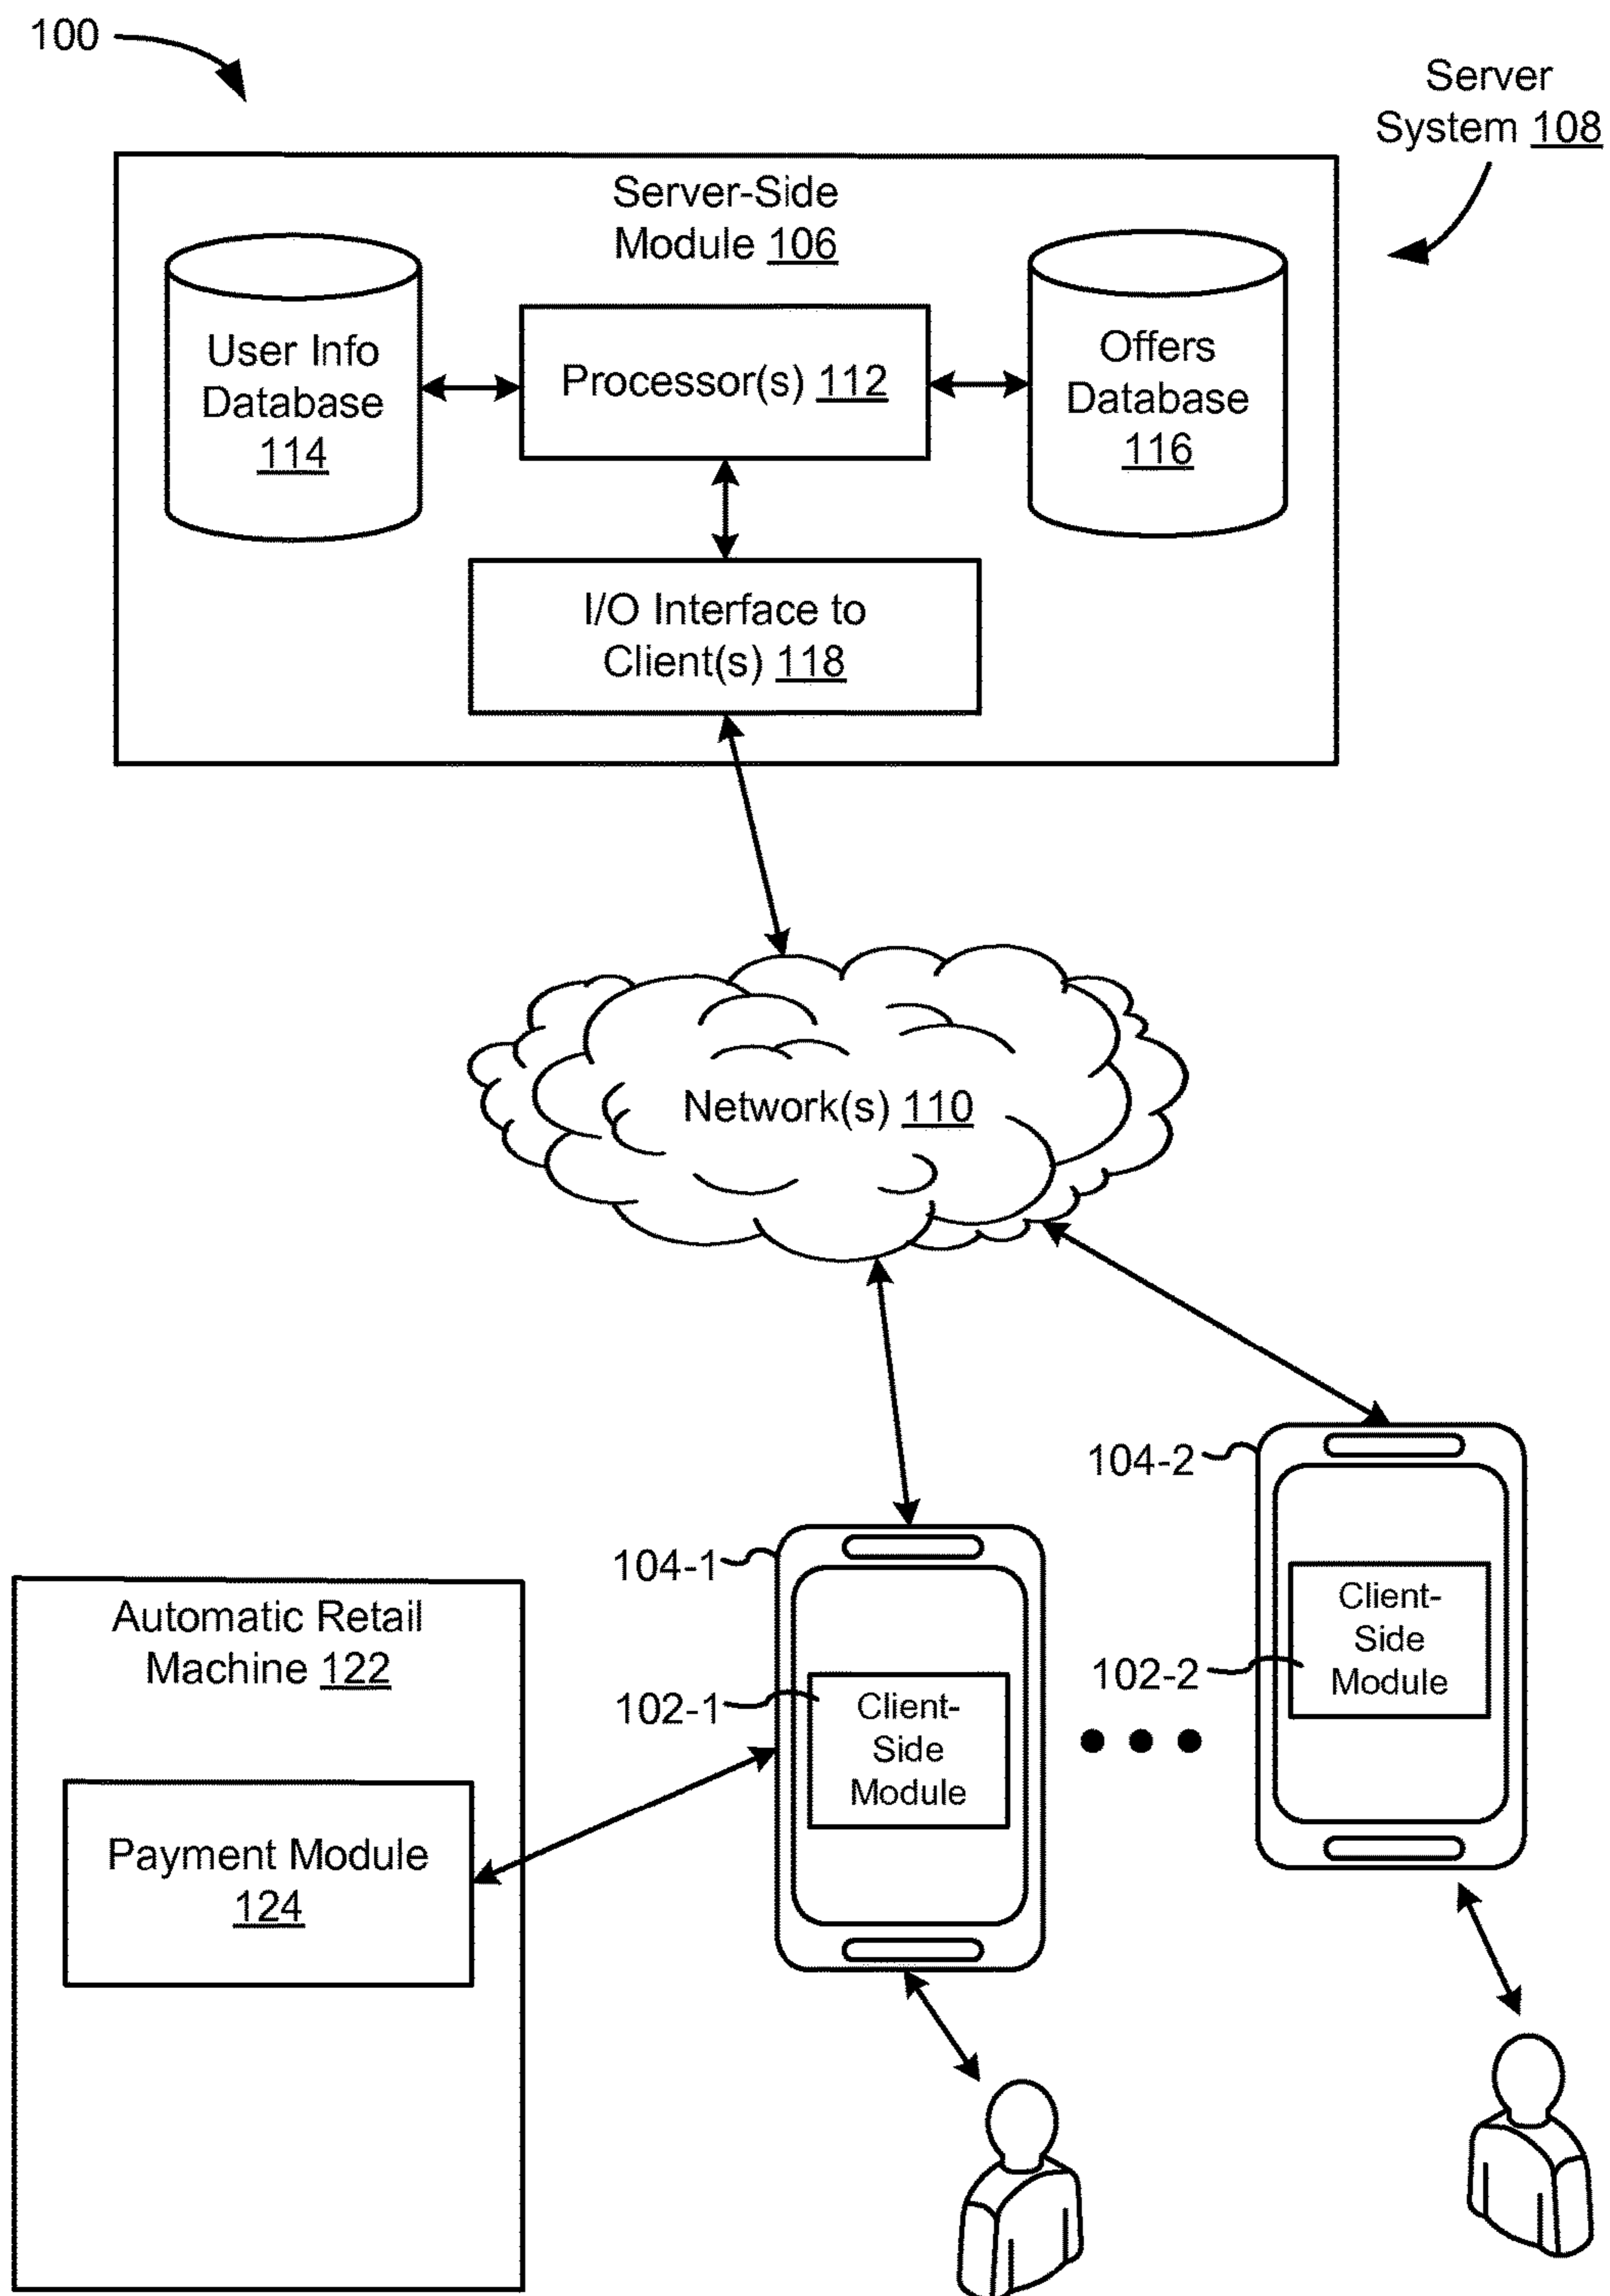 100
Server
System 108
Server-Side
Module 106
User Info
Database
114
Processor(s) 112
Offers
Database
116
I/O Interface to
Client(s) 118
Network(s) 110
104-2
Client-
Side
Module
102-2
104-1
Client-
Side
Module
102-1
Automatic Retail
Machine 122
Payment Module
124